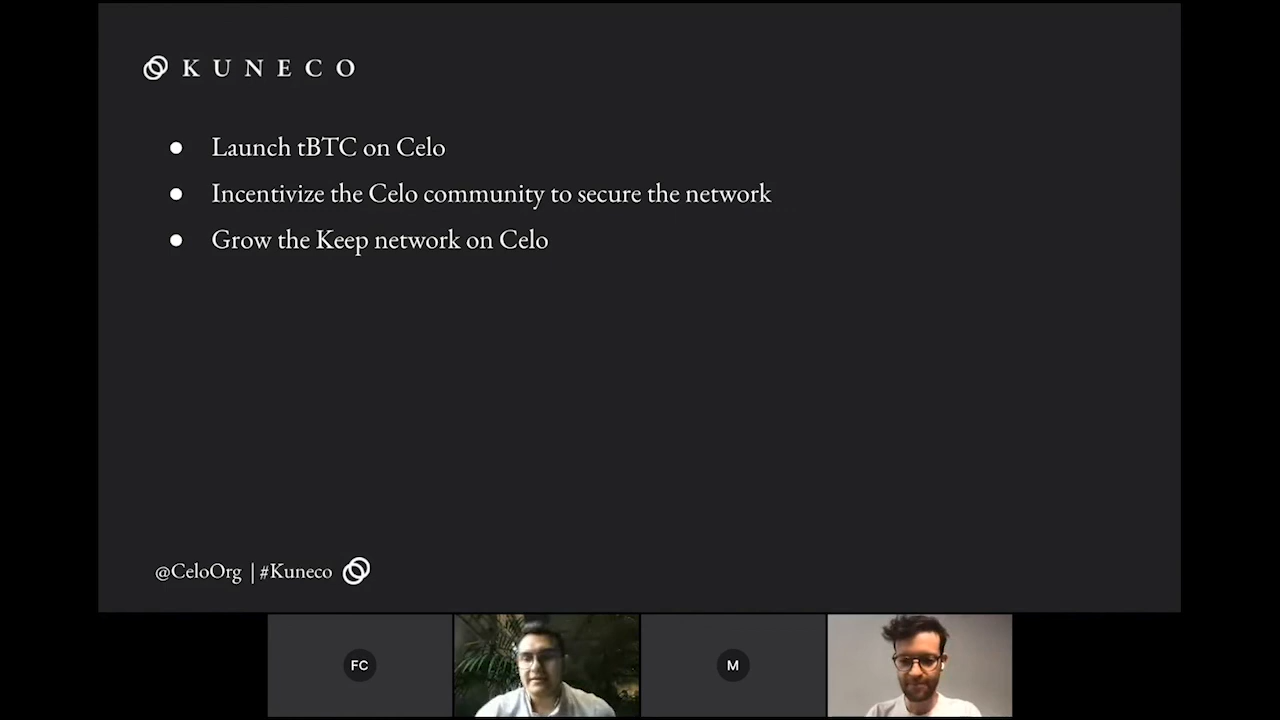 KUNECO
● Launch tBTC on Celo
● Incentivize the Celo community to secure the network
● Grow the Keep network on Celo
@CeloOrg | #Kuneco
FC
M